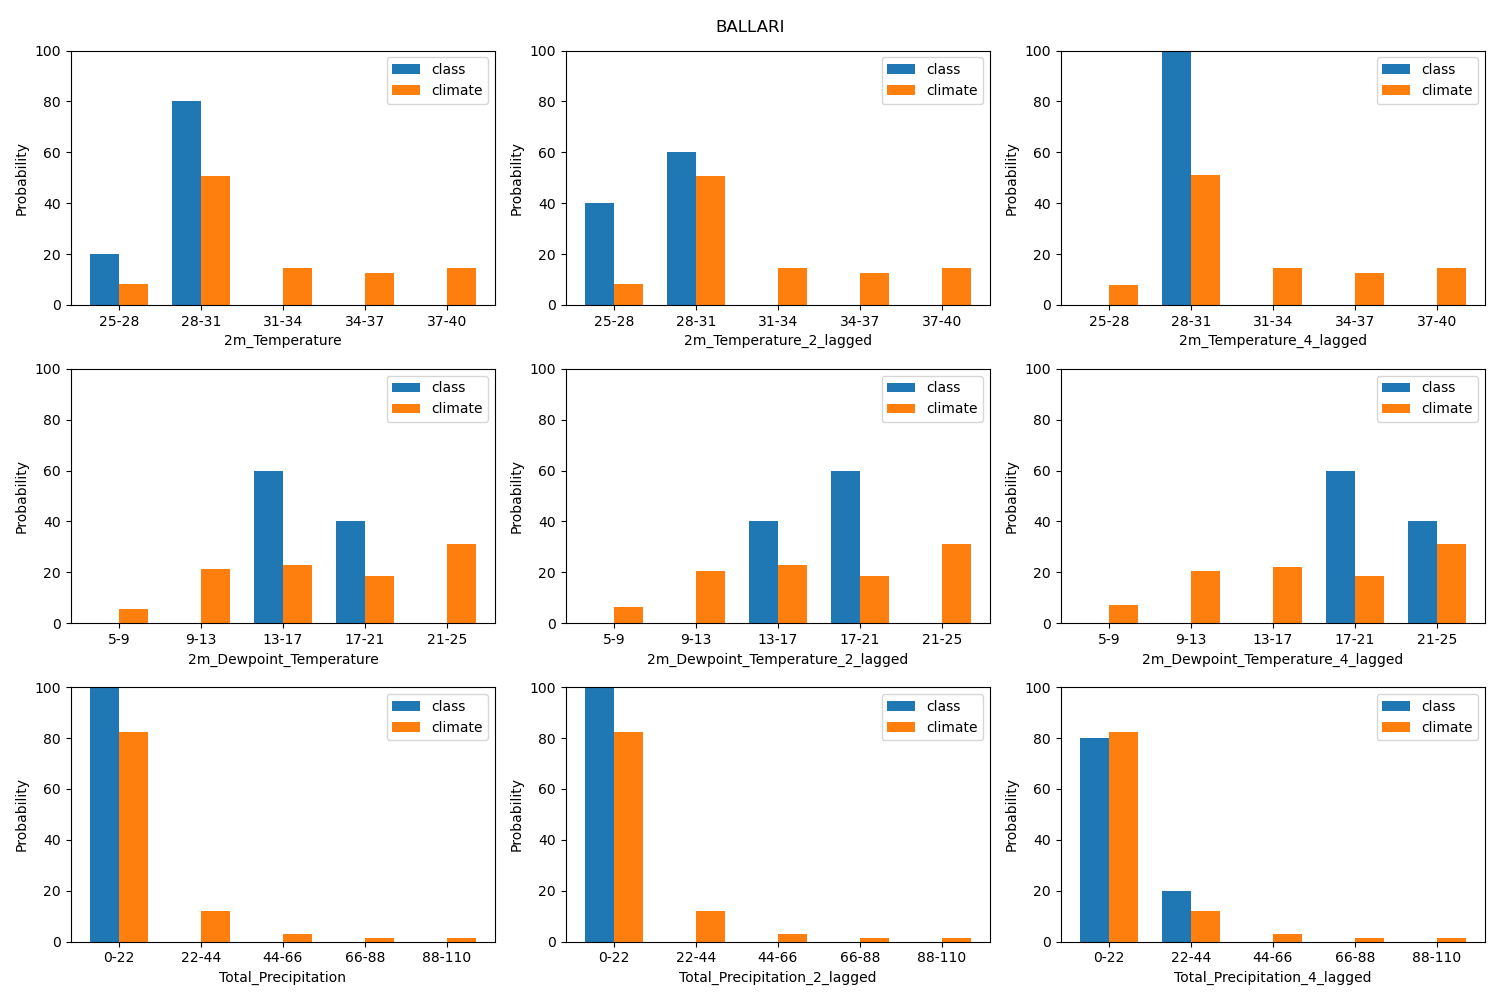 BALLARI
100
80
60
40
20
0
Probability
class
climate
25-28 28-31 31-34 34-37 37-40
2m_Temperature
100
80
60
40
20
0
Probability
class
climate
25-28 28-31 31-34 34-37 37-40
2m_Temperature_2_lagged
100
80
60
40
20
0
Probability
class
climate
25-28 28-31 31-34 34-37 37-40
2m_Temperature_4_lagged
100
80
60
40
20
0
Probability
class
climate
5-9 9-13 13-17 17-21 21-25
2m_Dewpoint_Temperature
100
80
60
40
20
0
Probability
class
climate
5-9 9-13 13-17 17-21 21-25
2m_Dewpoint_Temperature_2_lagged
100
80
60
40
20
0
Probability
class
climate
5-9 9-13 13-17 17-21 21-25
2m_Dewpoint_Temperature_4_lagged
100
80
60
40
20
0
Probability
class
climate
0-22 22-44 44-66 66-88 88-110
Total_Precipitation
100
80
60
40
20
0
Probability
class
climate
0-22 22-44 44-66 66-88 88-110
Total_Precipitation_2_lagged
100
80
60
40
20
0
Probability
class
climate
0-22 22-44 44-66 66-88 88-110
Total_Precipitation_4_lagged